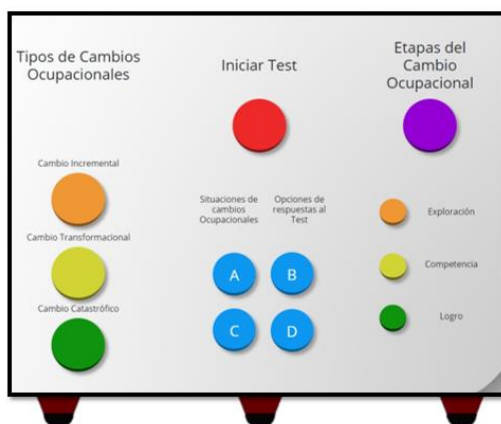 Tipos de Cambios
Ocupacionales
Cambio Incremental
Cambio Transformacional
Cambio Catastrófico
Iniciar Test
Situaciones de
cambios
Ocupacionales
Opciones de
respuestas al
Test
A
B
C
D
Etapas del
Cambio
Ocupacional
Exploración
Competencia
Logro